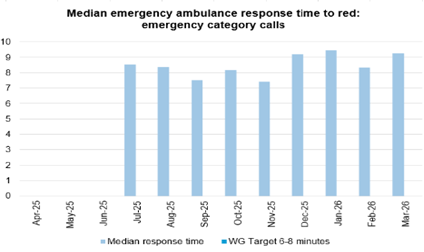 Median emergency ambulance response time to red:
emergency category calls
10
9
8
7
6
5
4
3
2
1
0
Apr-25
May-25
Jun-25
Jul-25
Aug-25
Sep-25
Oct-25
Nov-25
Dec-25
Jan-26
Feb-26
Mar-26
Median response time
WG Target 6-8 minutes